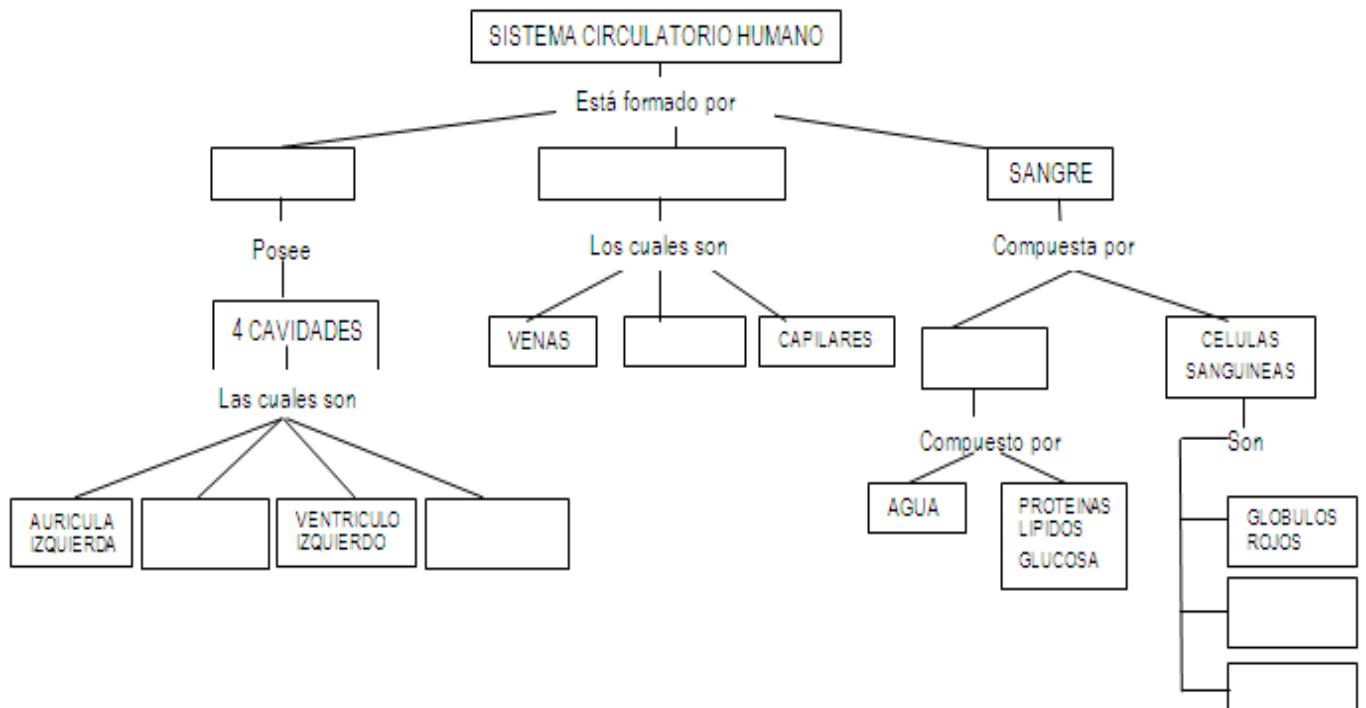 SISTEMA CIRCULATORIO HUMANO
Está formado por
SANGRE
Posee
Los cuales son
Compuesta por
4 CAVIDADES
VENAS
CAPILARES
CELULAS
SANGUINEAS
Las cuales son
Compuesto por
Son
AURICULA
IZQUIERDA
VENTRICULO
IZQUIERDO
AGUA
PROTEINAS
LIPIDOS
GLUCOSA
GLOBULOS
ROJOS